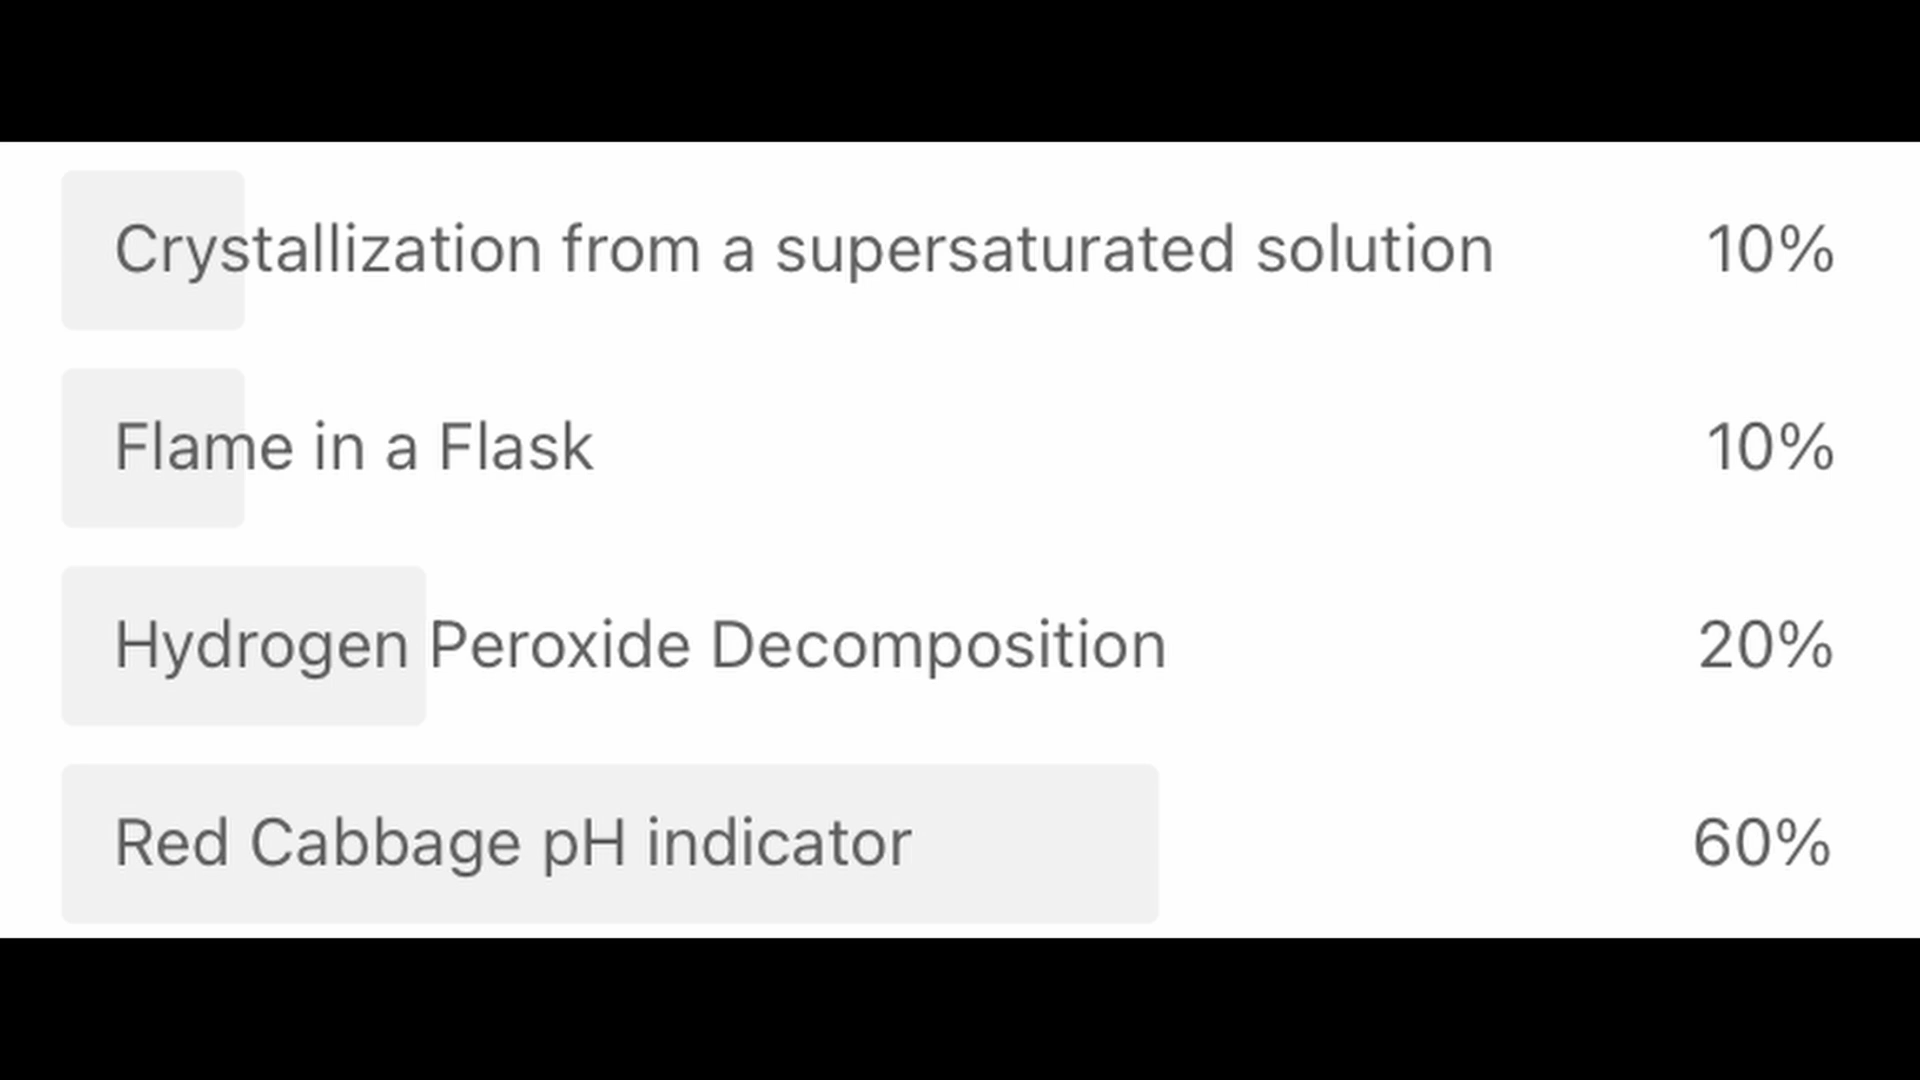 Crystallization from a supersaturated solution 10%
Flame in a Flask 10%
Hydrogen Peroxide Decomposition 20%
Red Cabbage pH indicator 60%